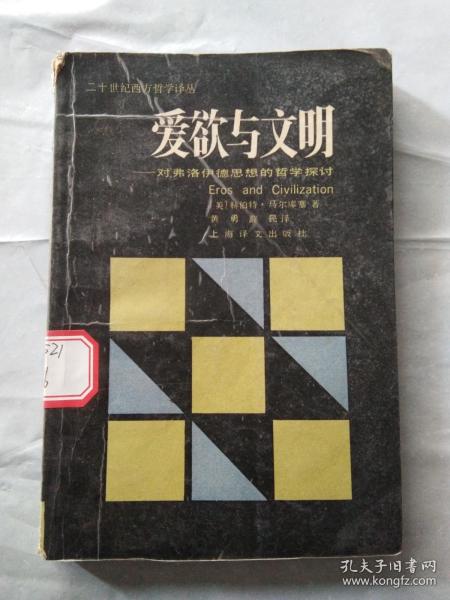 二十世纪西方哲学译丛
爱欲与文明
——对弗洛伊德思想的哲学探讨
Eros and Civilization
[美]赫伯特·马尔库塞著
黄勇 薛民译
上海译文出版社
521
6
孔夫子旧书网
www.kongfz.com